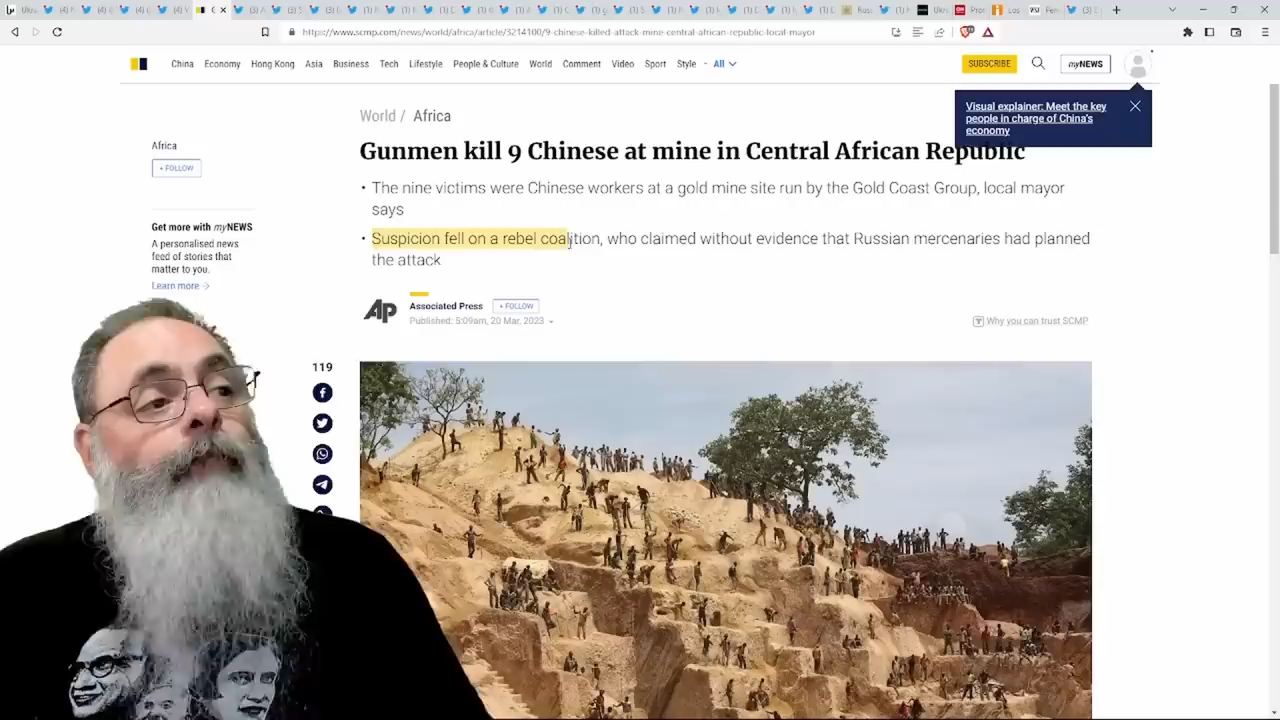 https://www.scmp.com/news/world/africa/article/3214100/9-chinese-killed-attack-mine-central-african-republic-local-mayor
China Economy Hong Kong Asia Business Tech Lifestyle People & Culture Video Sport Style All
SUBSCRIBE
myNEWS
Visual explainer: Meet the key
people in charge of China's
economy
World / Africa
Africa
+ FOLLOW
Get more with myNEWS
A personalised news
feed of stories that
matter to you.
Learn more
Gunmen kill 9 Chinese at mine in Central African Republic
• The nine victims were Chinese workers at a gold mine site run by the Gold Coast Group, local mayor
says
• Suspicion fell on a rebel coalition, who claimed without evidence that Russian mercenaries had planned
the attack
AP
Associated Press
+ FOLLOW
Published: 5:09am, 20 Mar, 2023
Why you can trust SCMP
119